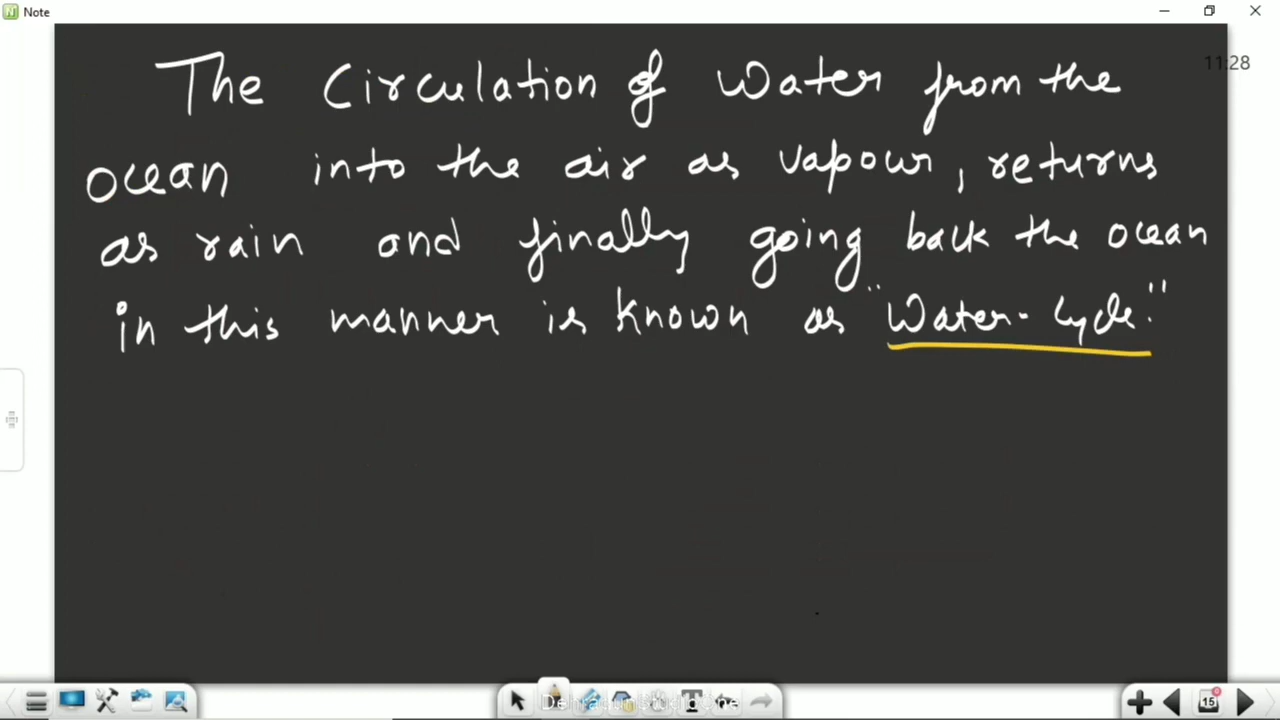 Note
11:28
The Circulation of Water from the
ocean into the air as vapour, returns
as rain and finally going back the ocean
in this manner is known as "Water-Cycle."
15